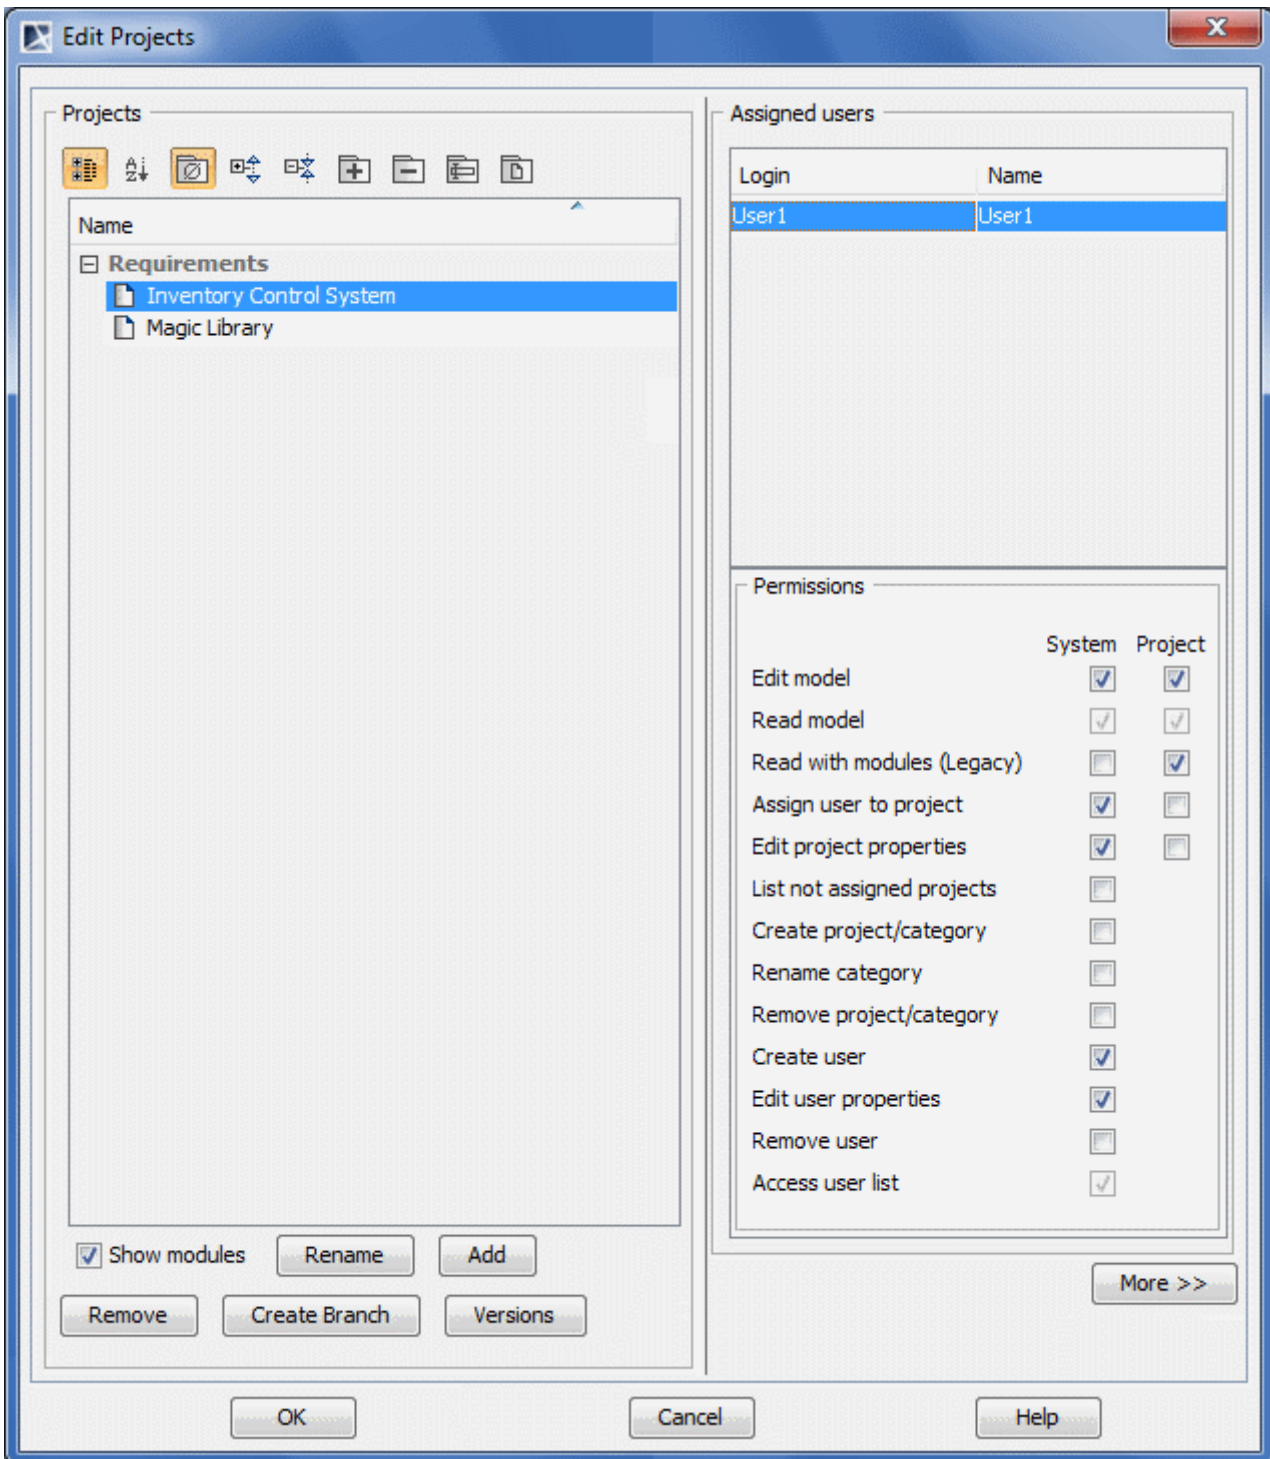 Edit Projects
Projects
Name
Requirements
Inventory Control System
Magic Library
Show modules
Rename
Add
Remove
Create Branch
Versions
Assigned users
Login Name
User1 User1
Permissions
System Project
Edit model
Read model
Read with modules (Legacy)
Assign user to project
Edit project properties
List not assigned projects
Create project/category
Rename category
Remove project/category
Create user
Edit user properties
Remove user
Access user list
More >>
OK
Cancel
Help